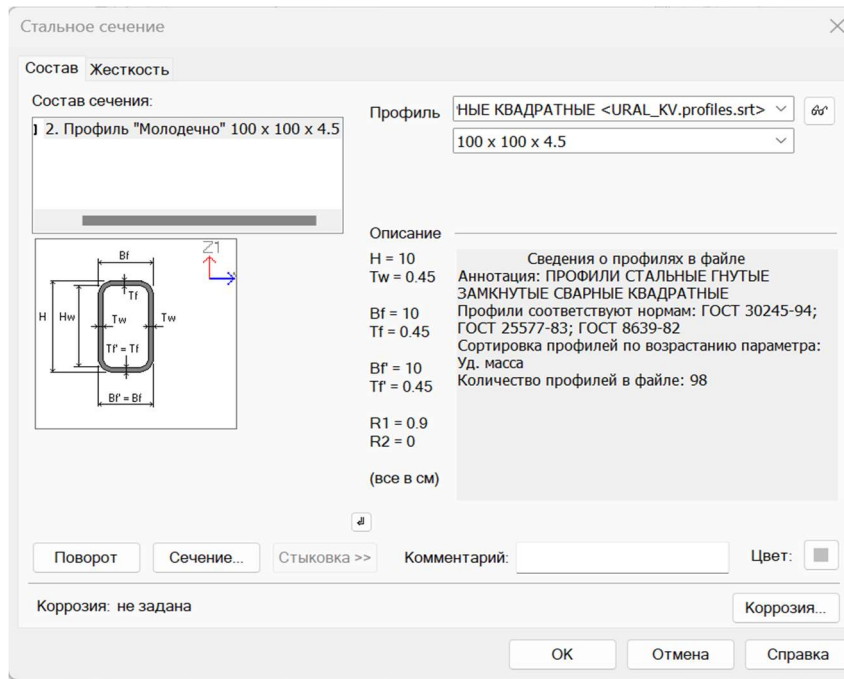 Стальное сечение
Состав Жесткость
Состав сечения:
2. Профиль "Молодечно" 100 x 100 x 4.5
Профиль
НЫЕ КВАДРАТНЫЕ <URAL_KV.profiles.srt>
100 x 100 x 4.5
Z1
Bf
Tf
H Hw Tw Tw
Tf' = Tf
Bf' = Bf
Описание
H = 10
Tw = 0.45
Bf = 10
Tf = 0.45
Bf' = 10
Tf' = 0.45
R1 = 0.9
R2 = 0
(все в см)
Сведения о профилях в файле
Аннотация: ПРОФИЛИ СТАЛЬНЫЕ ГНУТЫЕ
ЗАМКНУТЫЕ СВАРНЫЕ КВАДРАТНЫЕ
Профили соответствуют нормам: ГОСТ 30245-94;
ГОСТ 25577-83; ГОСТ 8639-82
Сортировка профилей по возрастанию параметра:
Уд. масса
Количество профилей в файле: 98
Поворот Сечение... Стыковка >> Комментарий: Цвет:
Коррозия: не задана Коррозия...
OK Отмена Справка